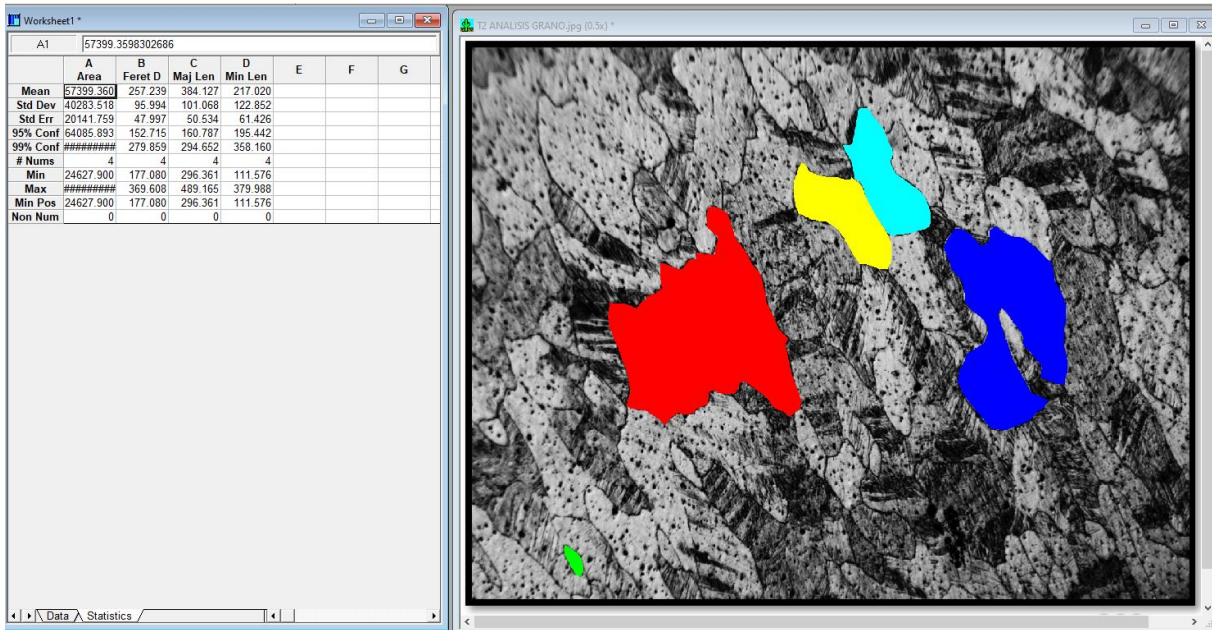 Worksheet1 *
A1 57399.3598302686
A B C D E F G
Area Feret D Maj Len Min Len
Mean 57399.360 257.239 384.127 217.020
Std Dev 40283.518 95.994 101.068 122.852
Std Err 20141.759 47.997 50.534 61.426
95% Conf 64085.893 152.715 160.787 195.442
99% Conf ######### 279.859 294.652 358.160
# Nums 4 4 4 4
Min 24627.900 177.080 296.361 111.576
Max ######### 369.608 489.165 379.988
Min Pos 24627.900 177.080 296.361 111.576
Non Num 0 0 0 0
Data Statistics
T2 ANALISIS GRANO.jpg (0.5x) *